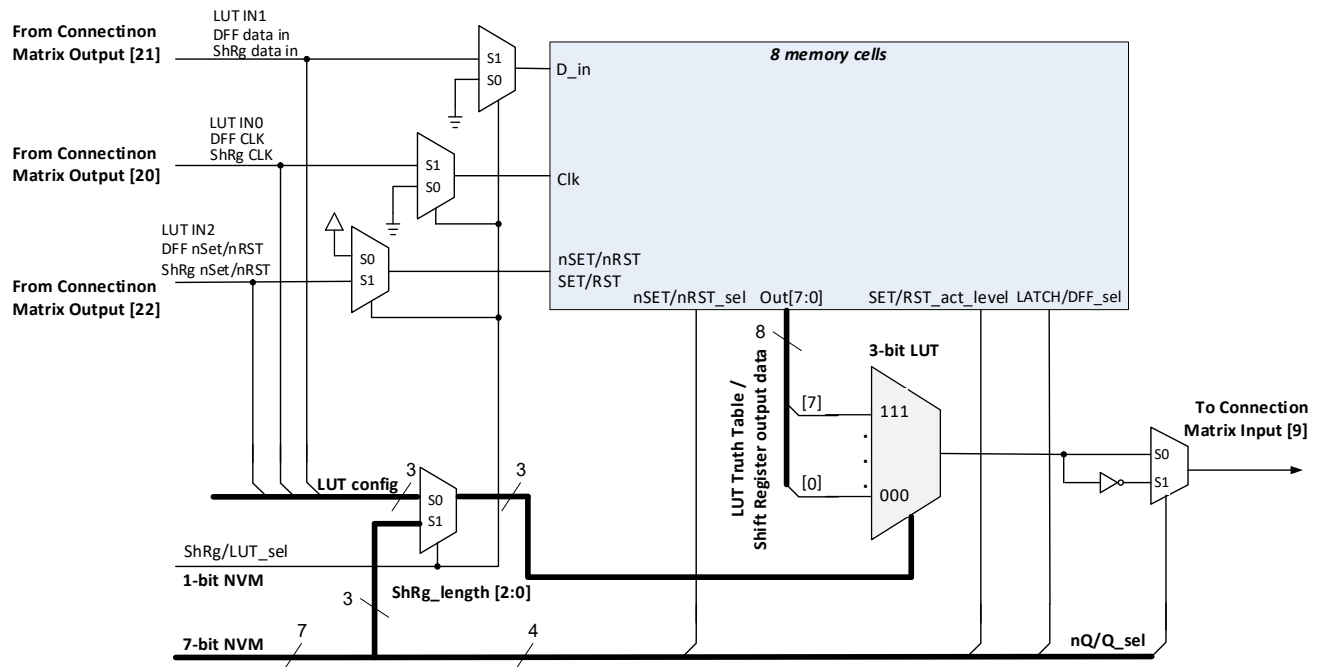 LUT IN1
DFF data in
ShRg data in
From Connectinon
Matrix Output [21]
S1
S0
D_in
8 memory cells
LUT IN0
DFF CLK
ShRg CLK
From Connectinon
Matrix Output [20]
S1
S0
Clk
LUT IN2
DFF nSet/nRST
ShRg nSet/nRST
From Connectinon
Matrix Output [22]
S0
S1
nSET/nRST
SET/RST
nSET/nRST_sel
Out[7:0]
SET/RST_act_level
LATCH/DFF_sel
8
3-bit LUT
LUT Truth Table /
Shift Register output data
[7]
111
[0]
000
To Connection
Matrix Input [9]
S0
S1
LUT config
3
S0
S1
3
ShRg/LUT_sel
1-bit NVM
ShRg_length [2:0]
3
7-bit NVM
7
4
nQ/Q_sel